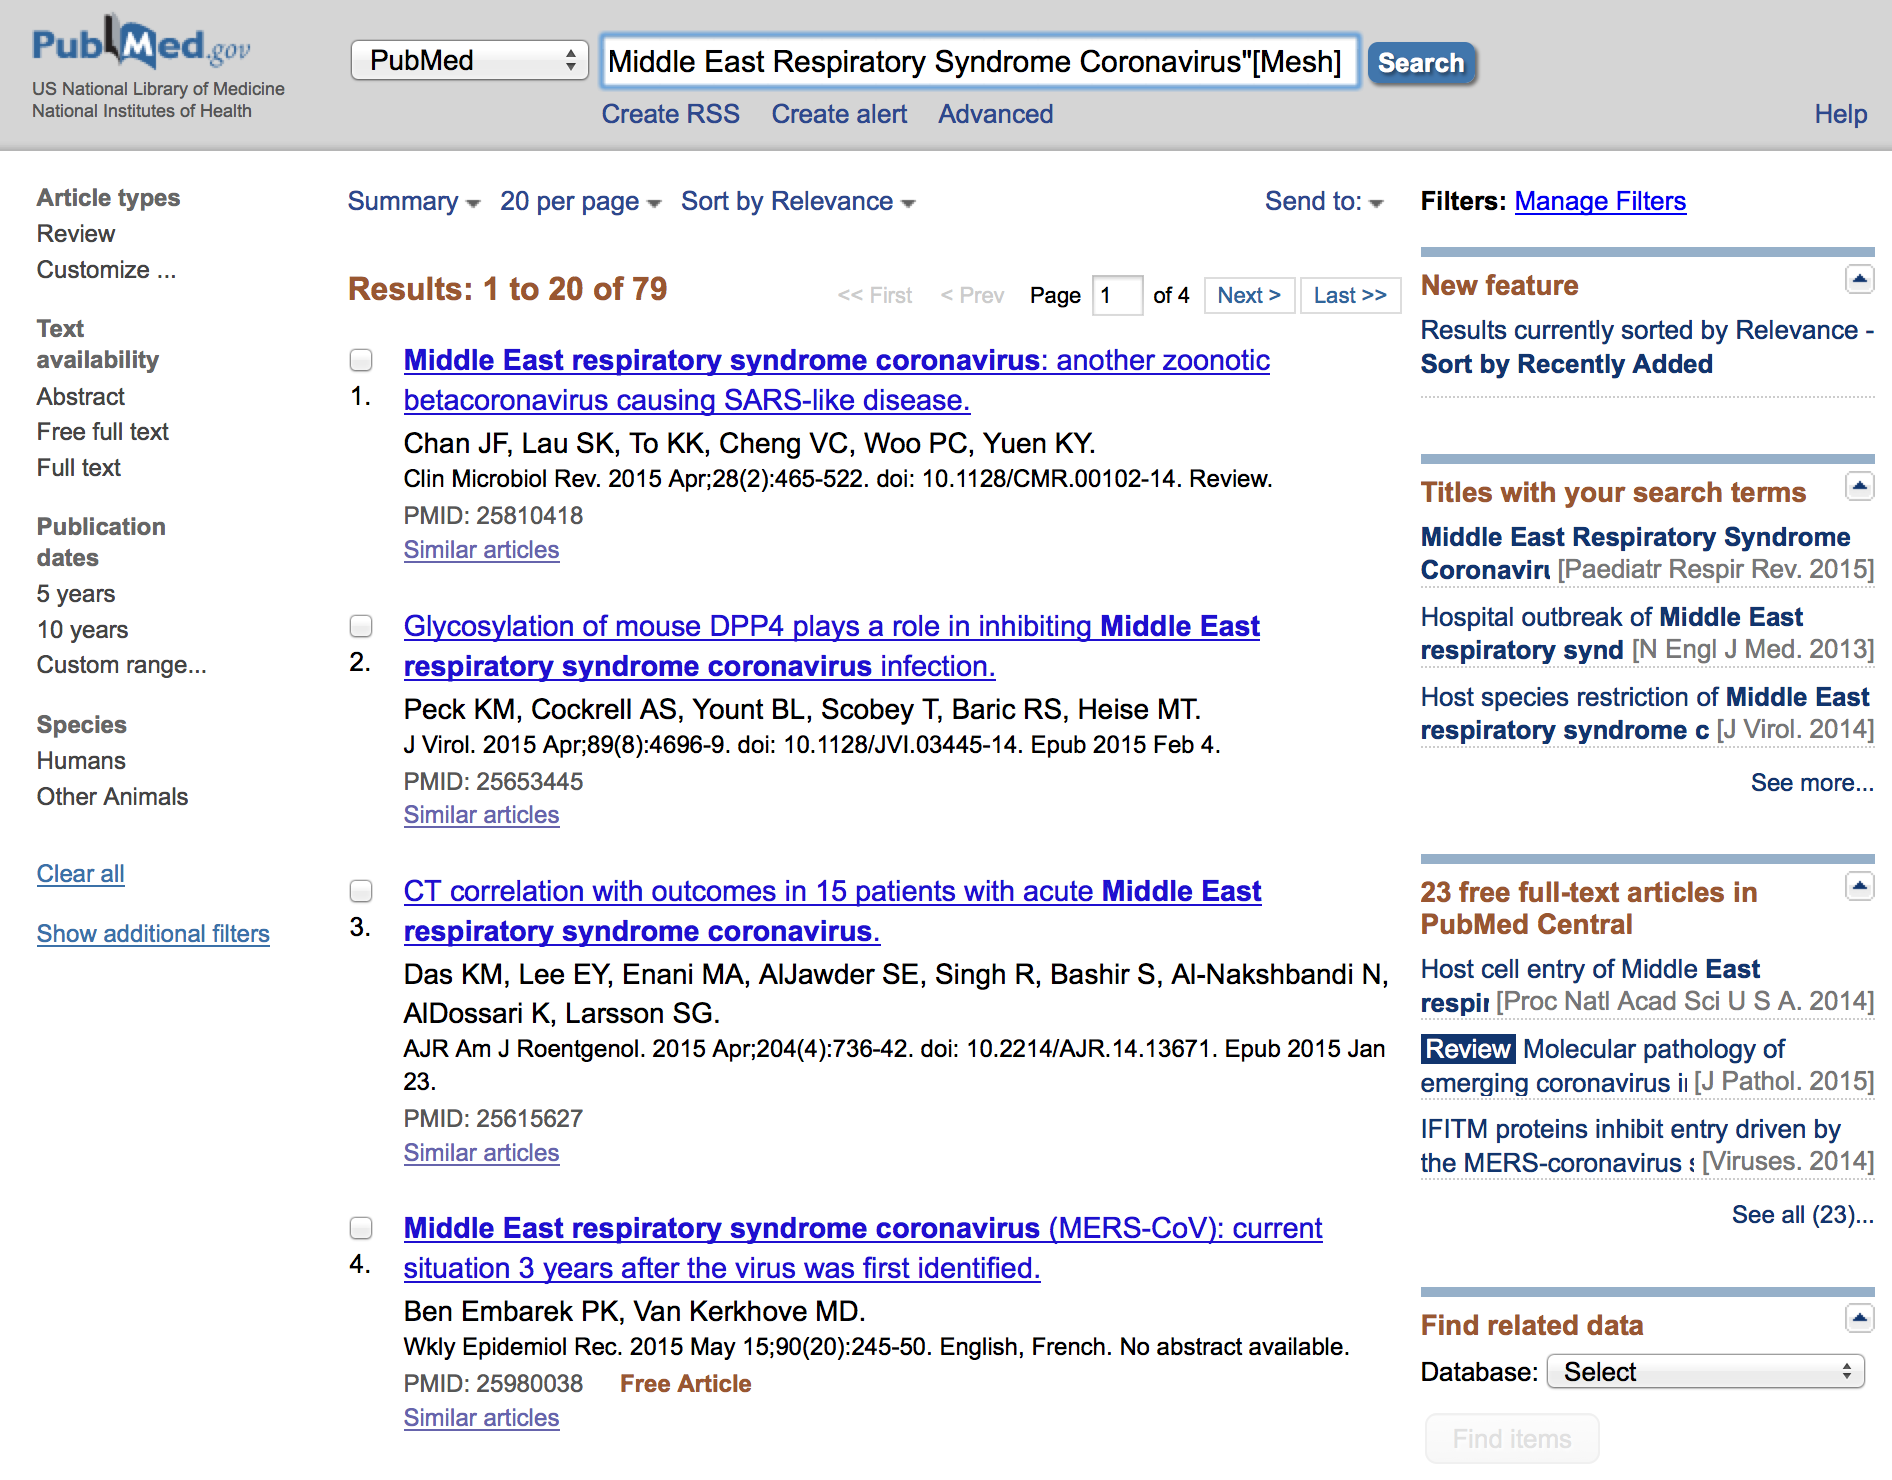 PubMed.gov
US National Library of Medicine
National Institutes of Health
PubMed
Middle East Respiratory Syndrome Coronavirus"[Mesh]
Search
Create RSS Create alert Advanced
Help
Article types
Review
Customize ...
Text
availability
Abstract
Free full text
Full text
Publication
dates
5 years
10 years
Custom range...
Species
Humans
Other Animals
Clear all
Show additional filters
Summary 20 per page Sort by Relevance Send to:
Results: 1 to 20 of 79
<< First < Prev Page 1 of 4 Next > Last >>
1.
Middle East respiratory syndrome coronavirus: another zoonotic
betacoronavirus causing SARS-like disease.
Chan JF, Lau SK, To KK, Cheng VC, Woo PC, Yuen KY.
Clin Microbiol Rev. 2015 Apr;28(2):465-522. doi: 10.1128/CMR.00102-14. Review.
PMID: 25810418
Similar articles
2.
Glycosylation of mouse DPP4 plays a role in inhibiting Middle East
respiratory syndrome coronavirus infection.
Peck KM, Cockrell AS, Yount BL, Scobey T, Baric RS, Heise MT.
J Virol. 2015 Apr;89(8):4696-9. doi: 10.1128/JVI.03445-14. Epub 2015 Feb 4.
PMID: 25653445
Similar articles
3.
CT correlation with outcomes in 15 patients with acute Middle East
respiratory syndrome coronavirus.
Das KM, Lee EY, Enani MA, AlJawder SE, Singh R, Bashir S, Al-Nakshbandi N,
AlDossari K, Larsson SG.
AJR Am J Roentgenol. 2015 Apr;204(4):736-42. doi: 10.2214/AJR.14.13671. Epub 2015 Jan
23.
PMID: 25615627
Similar articles
4.
Middle East respiratory syndrome coronavirus (MERS-CoV): current
situation 3 years after the virus was first identified.
Ben Embarek PK, Van Kerkhove MD.
Wkly Epidemiol Rec. 2015 May 15;90(20):245-50. English, French. No abstract available.
PMID: 25980038 Free Article
Similar articles
Filters: Manage Filters
New feature
Results currently sorted by Relevance -
Sort by Recently Added
Titles with your search terms
Middle East Respiratory Syndrome
Coronaviru [Paediatr Respir Rev. 2015]
Hospital outbreak of Middle East
respiratory synd [N Engl J Med. 2013]
Host species restriction of Middle East
respiratory syndrome c [J Virol. 2014]
See more...
23 free full-text articles in
PubMed Central
Host cell entry of Middle East
respir [Proc Natl Acad Sci U S A. 2014]
Review Molecular pathology of
emerging coronavirus i [J Pathol. 2015]
IFITM proteins inhibit entry driven by
the MERS-coronavirus s [Viruses. 2014]
See all (23)...
Find related data
Database: Select
Find items